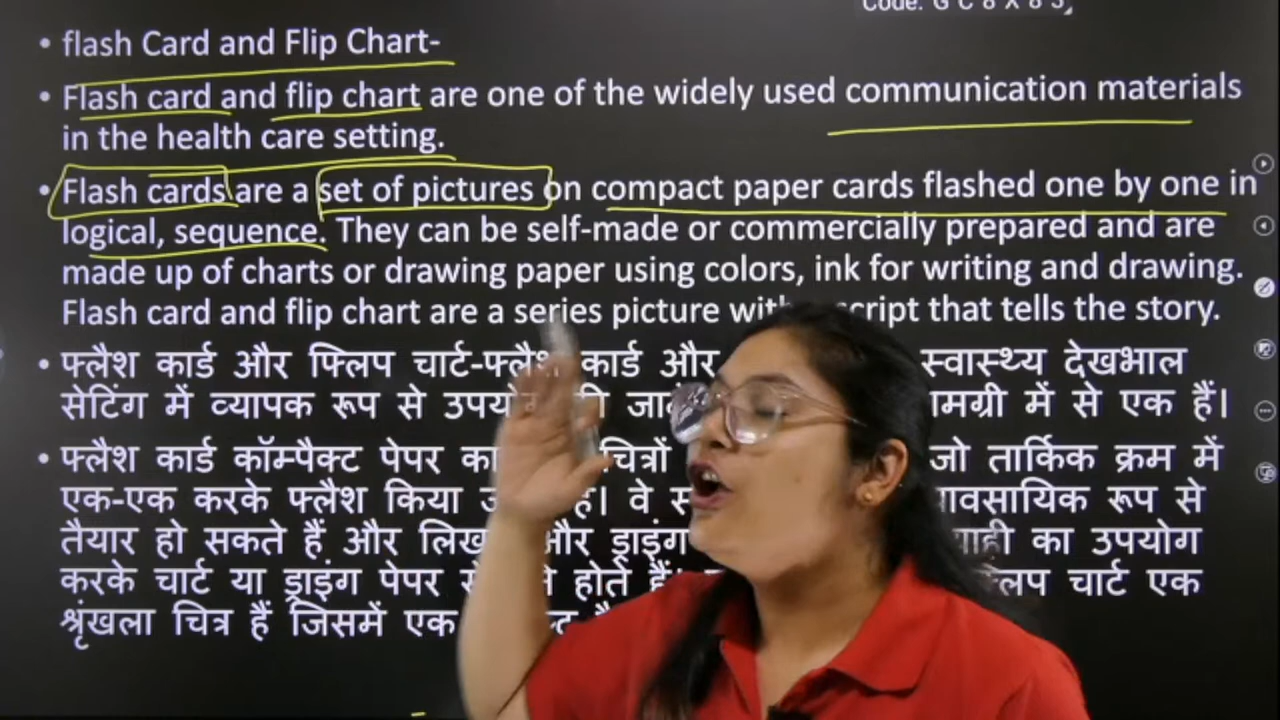 Code: G C 8 X 8 5
• flash Card and Flip Chart-
• Flash card and flip chart are one of the widely used communication materials
in the health care setting.
• Flash cards are a set of pictures on compact paper cards flashed one by one in
logical, sequence. They can be self-made or commercially prepared and are
made up of charts or drawing paper using colors, ink for writing and drawing.
Flash card and flip chart are a series picture with script that tells the story.
• फ्लैश कार्ड और फ्लिप चार्ट-फ्लैश कार्ड और स्वास्थ्य देखभाल
सेटिंग में व्यापक रूप से में से एक हैं।
• फ्लैश कार्ड कॉम्पैक्ट पेपर चित्रों जो तार्किक क्रम में
एक-एक करके फ्लैश किया है। वे रूप से
तैयार हो सकते हैं और और ड्राइंग का उपयोग
करके चार्ट या ड्राइंग पेपर होते हैं। चार्ट एक
श्रृंखला चित्र हैं जिसमें एक